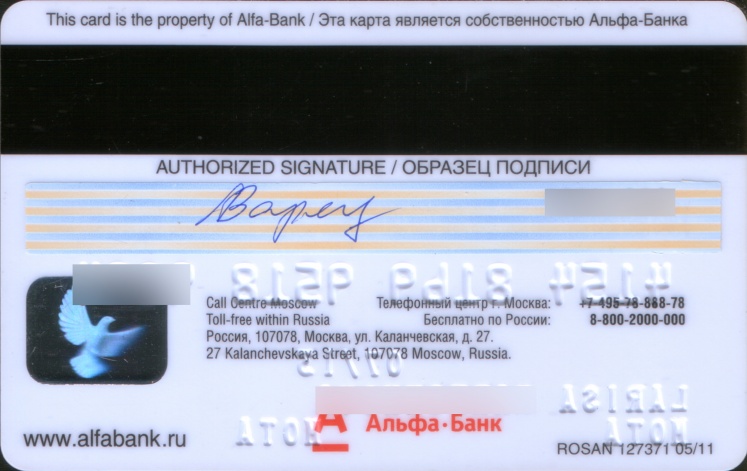 This card is the property of Alfa-Bank / Эта карта является собственностью Альфа-Банка
AUTHORIZED SIGNATURE / ОБРАЗЕЦ ПОДПИСИ
Call Centre Moscow Телефонный центр г. Москва: +7-495-78-888-78
Toll-free within Russia Бесплатно по России: 8-800-2000-000
Россия, 107078, Москва, ул. Каланчевская, д. 27.
27 Kalanchevskaya Street, 107078 Moscow, Russia.
LARISA
А Альфа·Банк
www.alfabank.ru
ROSAN 127371 05/11